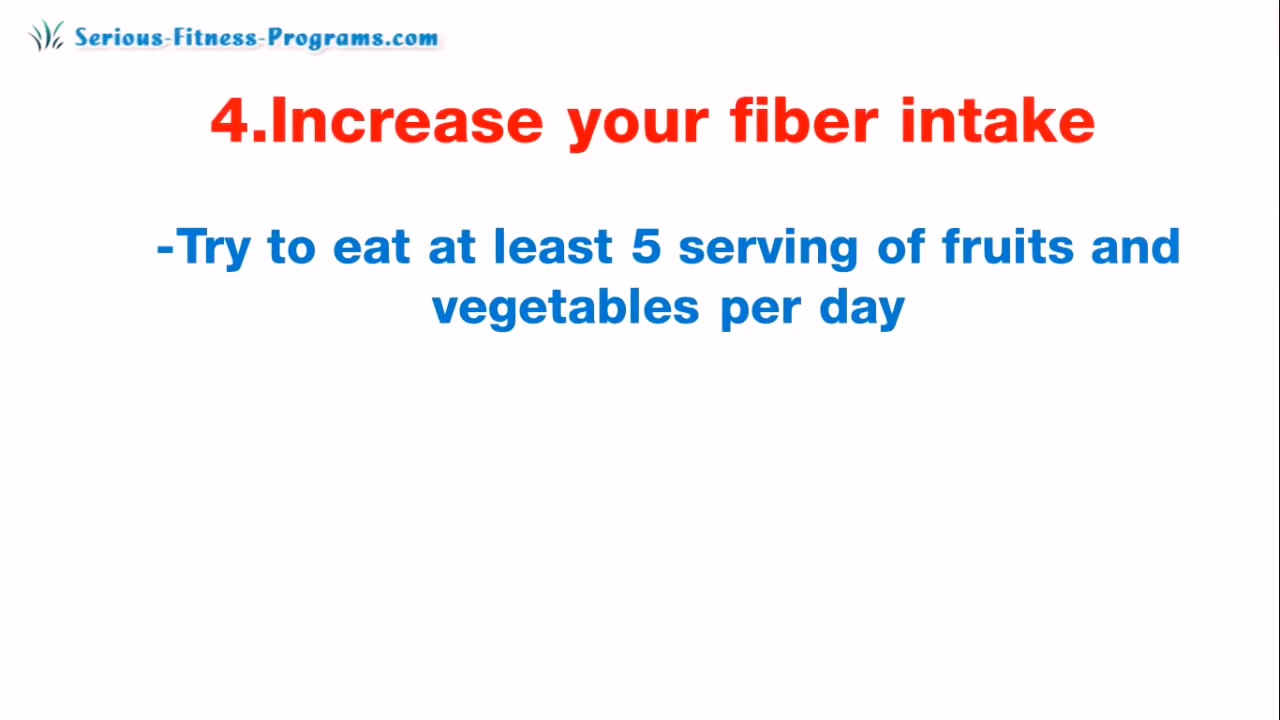 Serious-Fitness-Programs.com
4.Increase your fiber intake
-Try to eat at least 5 serving of fruits and
vegetables per day